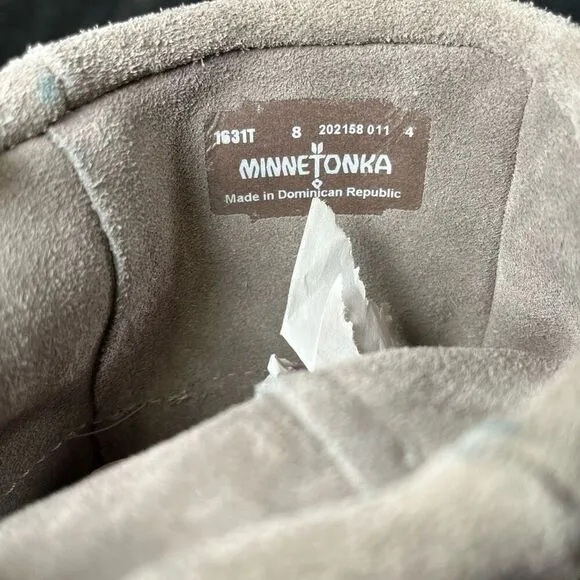 1631T 8 202158 011 4
MINNETONKA
Made in Dominican Republic